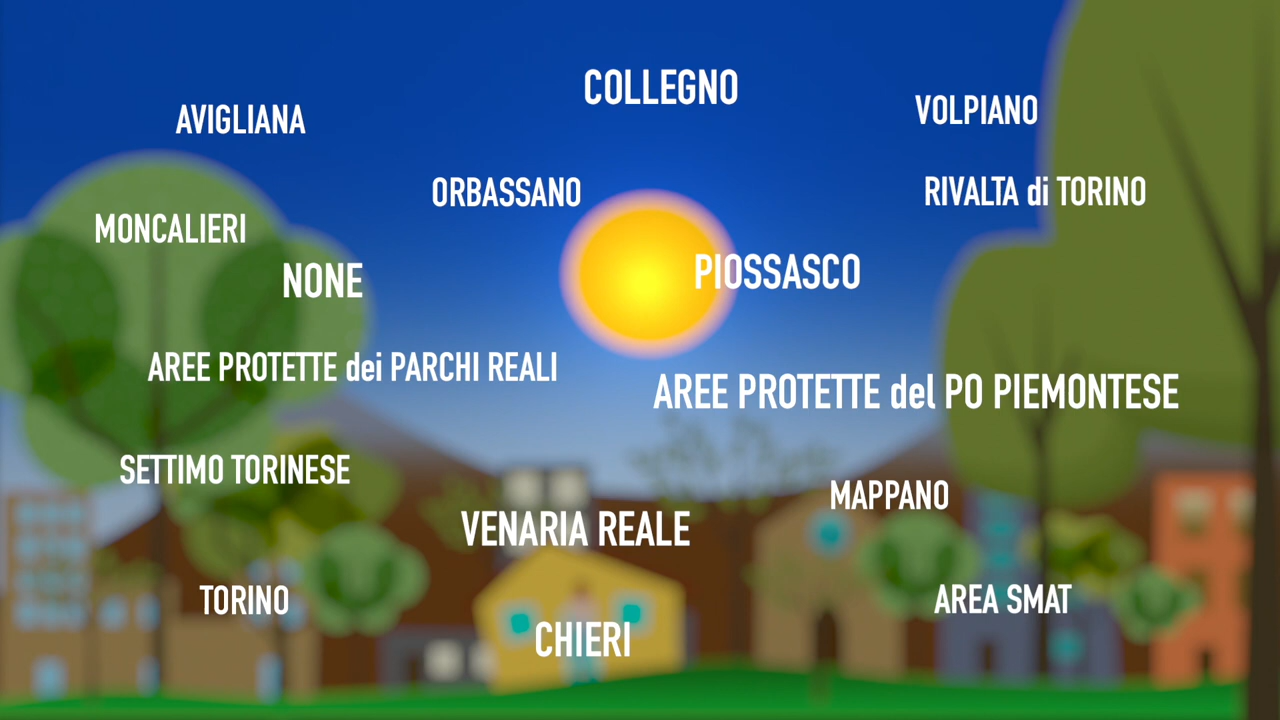 COLLEGNO
AVIGLIANA
VOLPIANO
ORBASSANO
RIVALTA di TORINO
MONCALIERI
NONE
PIOSSASCO
AREE PROTETTE dei PARCHI REALI
AREE PROTETTE del PO PIEMONTESE
SETTIMO TORINESE
MAPPANO
VENARIA REALE
TORINO
AREA SMAT
CHIERI